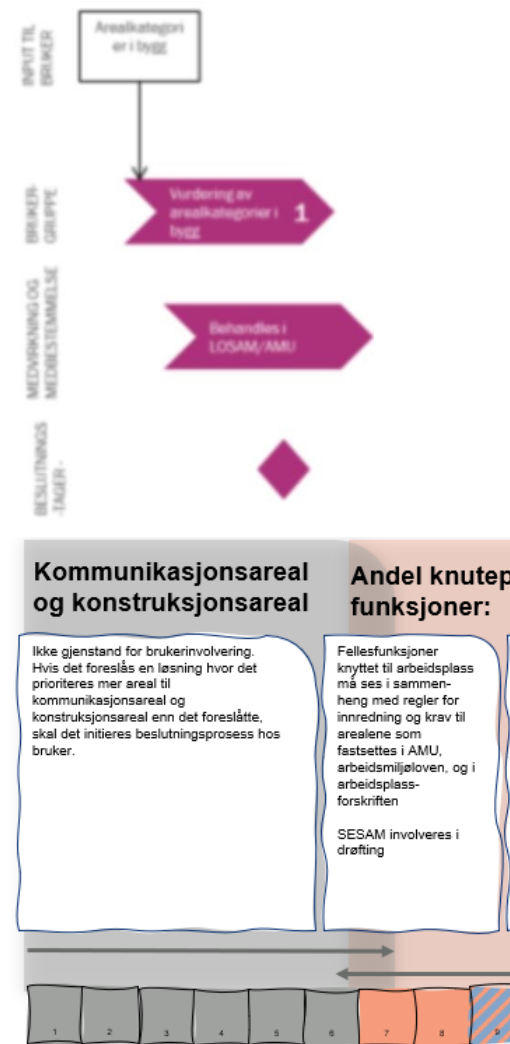 INPUT TIL
BRUKER
Arealkategori
er i bygg
BRUKER-
GRUPPE
Vurdering av
arealkategorier i
bygg
1
MEDVIRKNING OG
MEDBESTEMMELSE
Behandles i
LOSAM/AMU
BESLUTNINGS
-TAGER -
Kommunikasjonsareal
og konstruksjonsareal
Ikke gjenstand for brukerinvolvering.
Hvis det foreslås en løsning hvor det
prioriteres mer areal til
kommunikasjonsareal og
konstruksjonsareal enn det foreslåtte,
skal det initieres beslutningsprosess hos
bruker.
Andel knutep
funksjoner:
Fellesfunksjoner
knyttet til arbeidsplass
må ses i sammen-
heng med regler for
innredning og krav til
arealene som
fastsettes i AMU,
arbeidsmiljøloven, og i
arbeidsplass-
forskriften
SESAM involveres i
drøfting
1 2 3 4 5 6 7 8 9